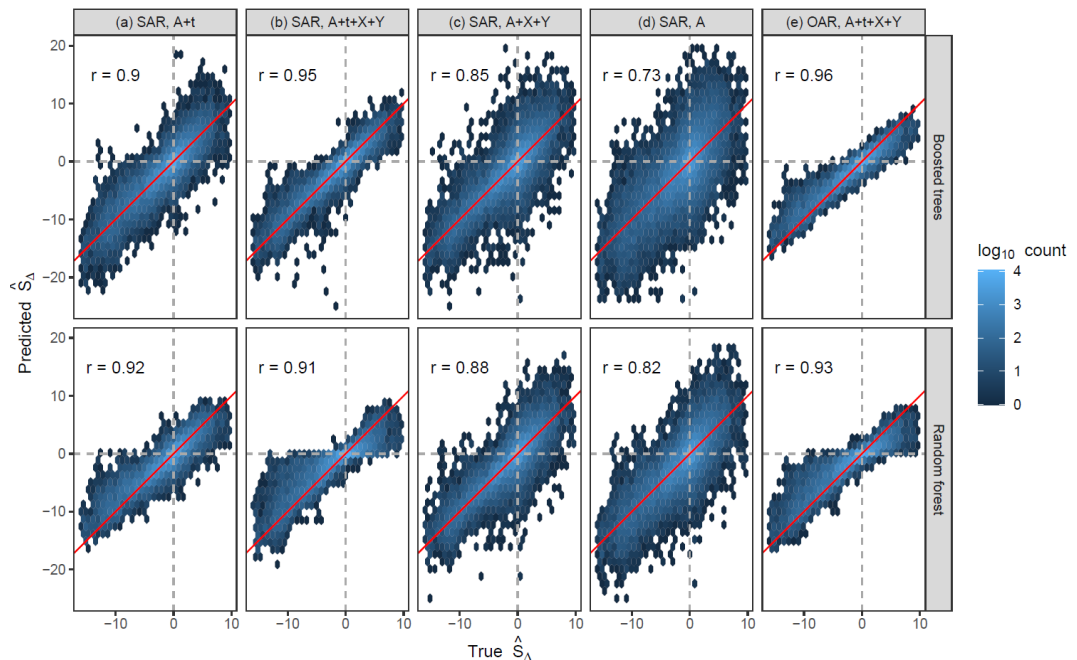 (a) SAR, A+t (b) SAR, A+t+X+Y (c) SAR, A+X+Y (d) SAR, A (e) OAR, A+t+X+Y
20
10
0
−10
−20
r = 0.9 r = 0.95 r = 0.85 r = 0.73 r = 0.96
Boosted trees
20
10
0
−10
−20
r = 0.92 r = 0.91 r = 0.88 r = 0.82 r = 0.93
Random forest
−10 0 10 −10 0 10 −10 0 10 −10 0 10 −10 0 10
Predicted Ŝ_Δ
True Ŝ_Δ
log₁₀ count
4
3
2
1
0